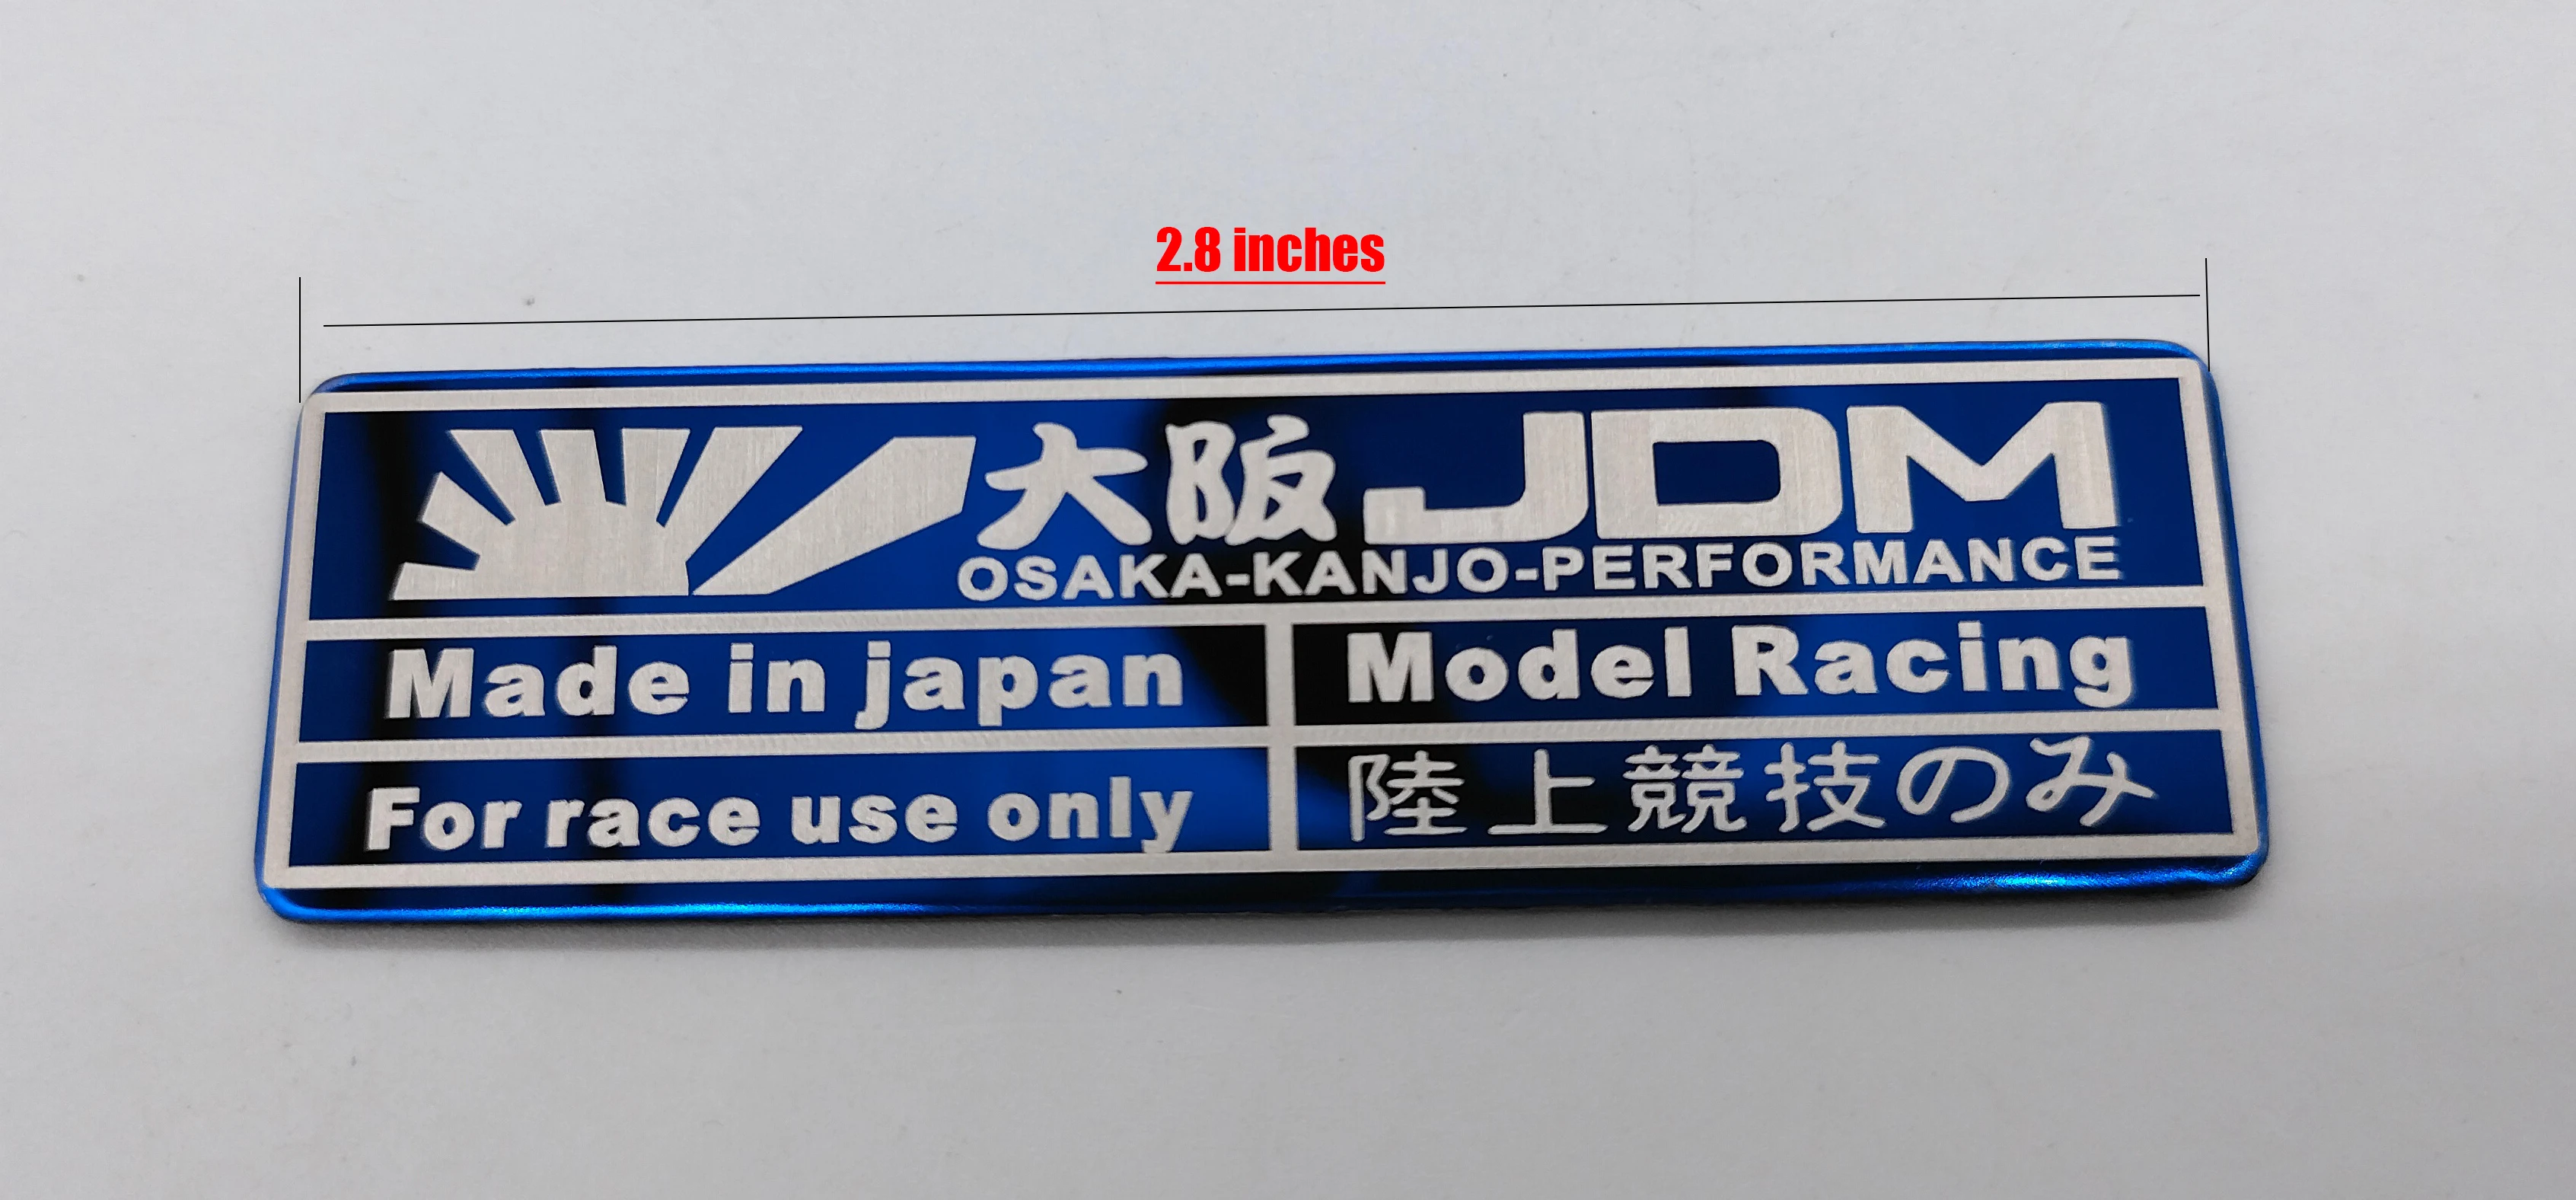 2.8 inches
大阪 JDM
OSAKA-KANJO-PERFORMANCE
Made in japan
Model Racing
For race use only
陸上競技のみ